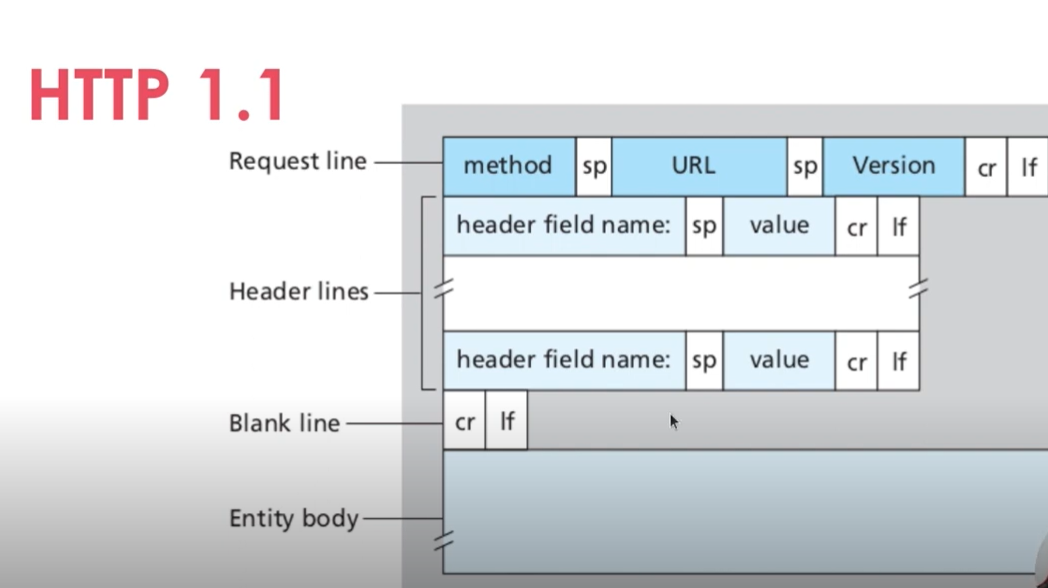 HTTP 1.1
Request line method sp URL sp Version cr lf
header field name: sp value cr lf
Header lines
header field name: sp value cr lf
Blank line cr lf
Entity body